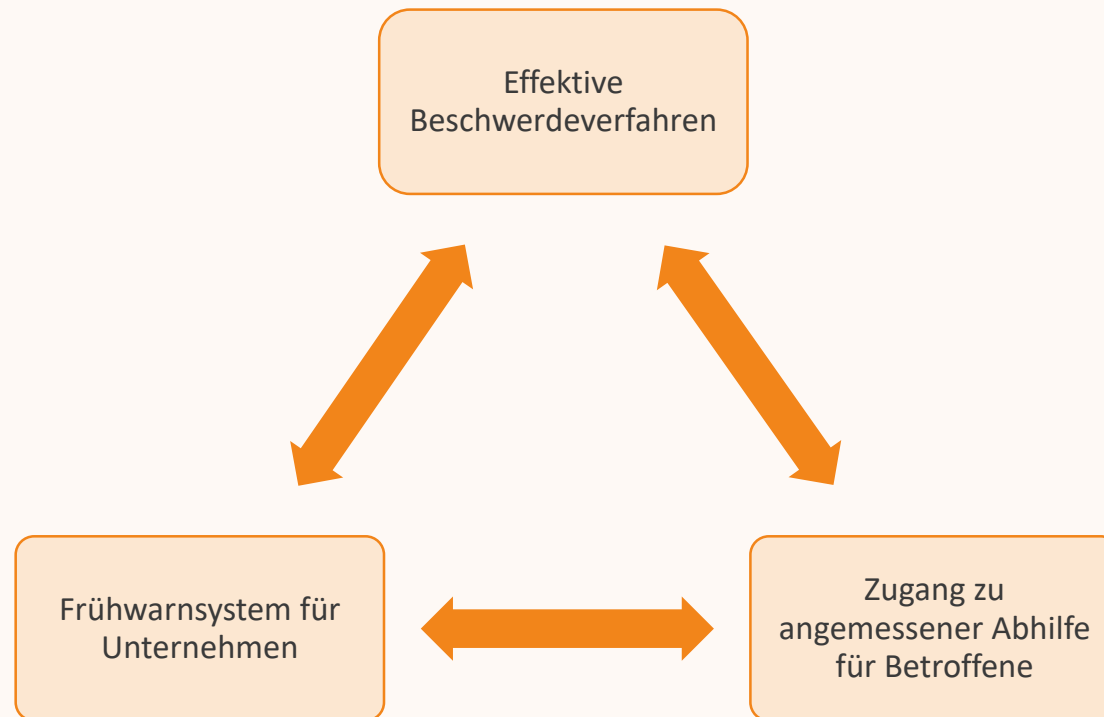 Effektive
Beschwerdeverfahren
Frühwarnsystem für
Unternehmen
Zugang zu
angemessener Abhilfe
für Betroffene